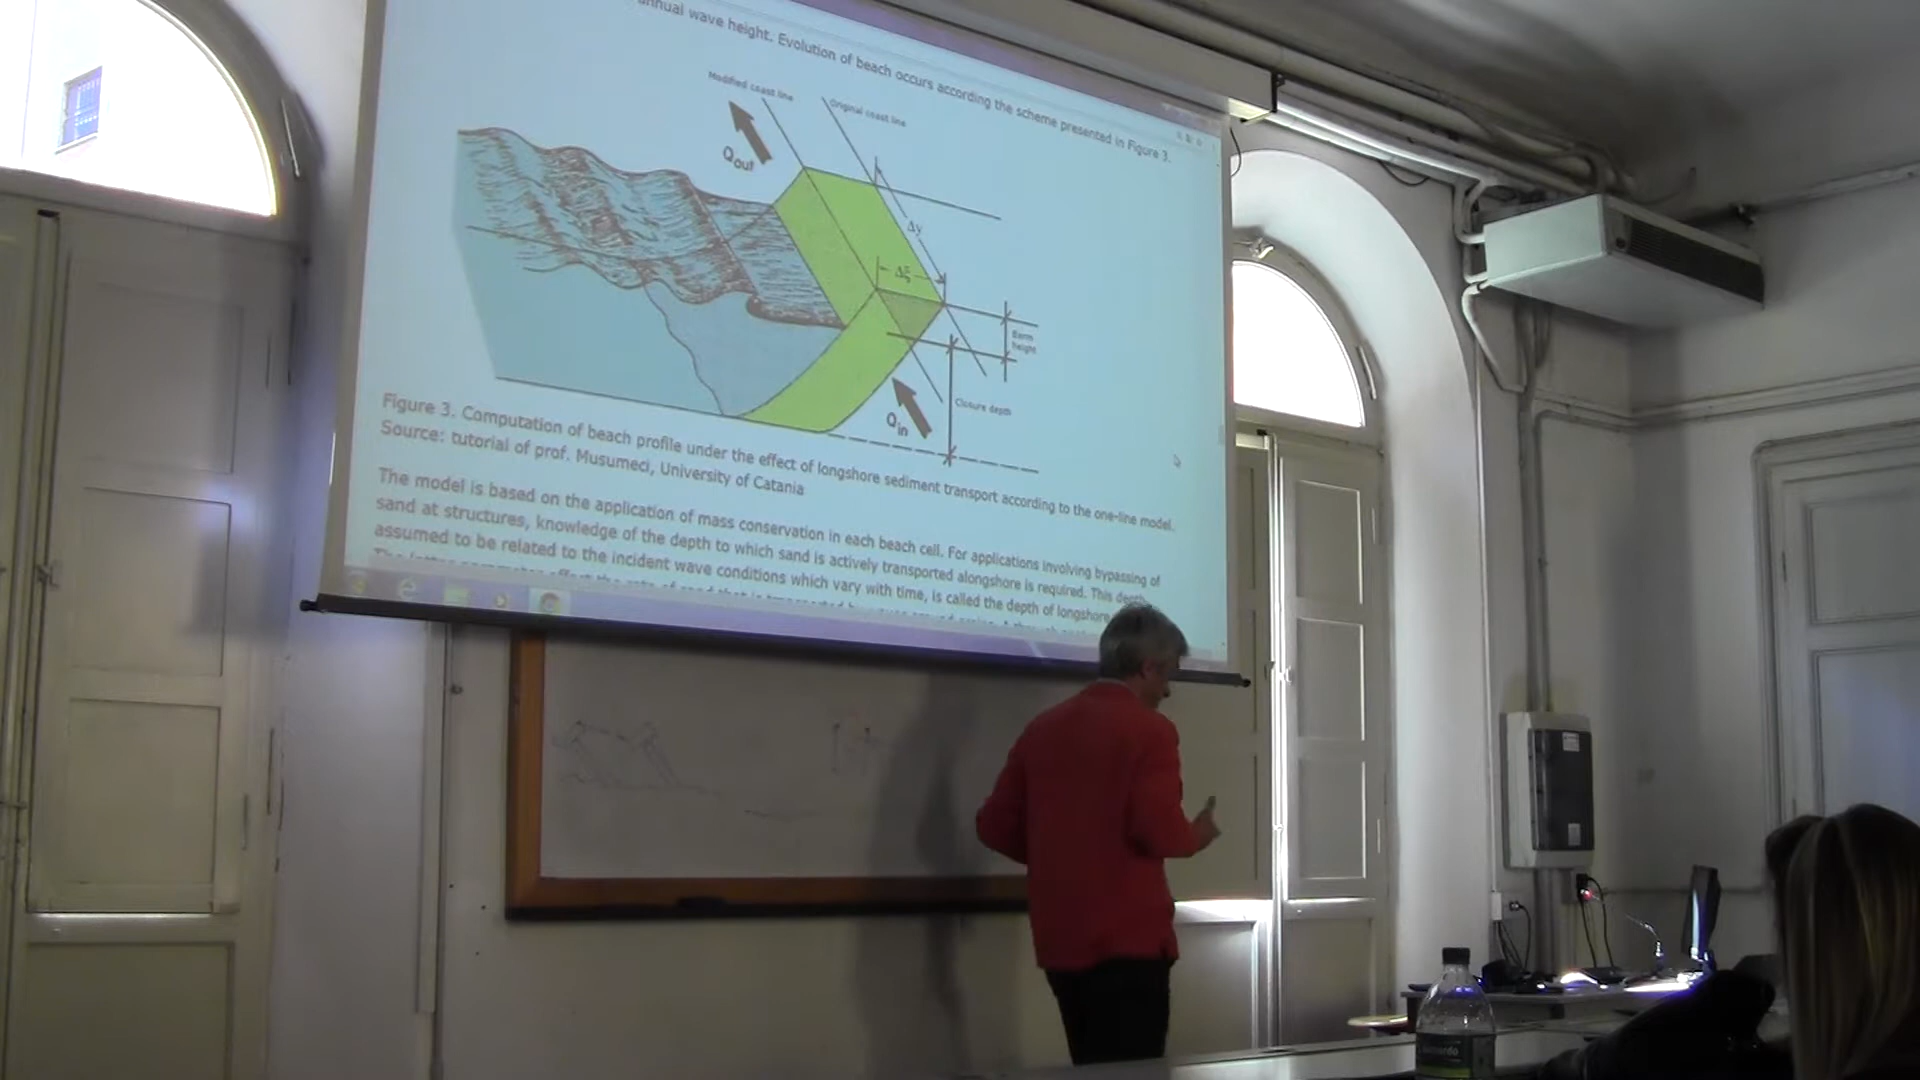 annual wave height. Evolution of beach occurs according the scheme presented in Figure 3.
Modified coast line
Original coast line
Qout
Δy
Δξ
Berm
height
Closure depth
Qin
Figure 3. Computation of beach profile under the effect of longshore sediment transport according to the one-line model.
Source: tutorial of prof. Musumeci, University of Catania
The model is based on the application of mass conservation in each beach cell. For applications involving bypassing of
sand at structures, knowledge of the depth to which sand is actively transported alongshore is required. This depth,
assumed to be related to the incident wave conditions which vary with time, is called the depth of longshore